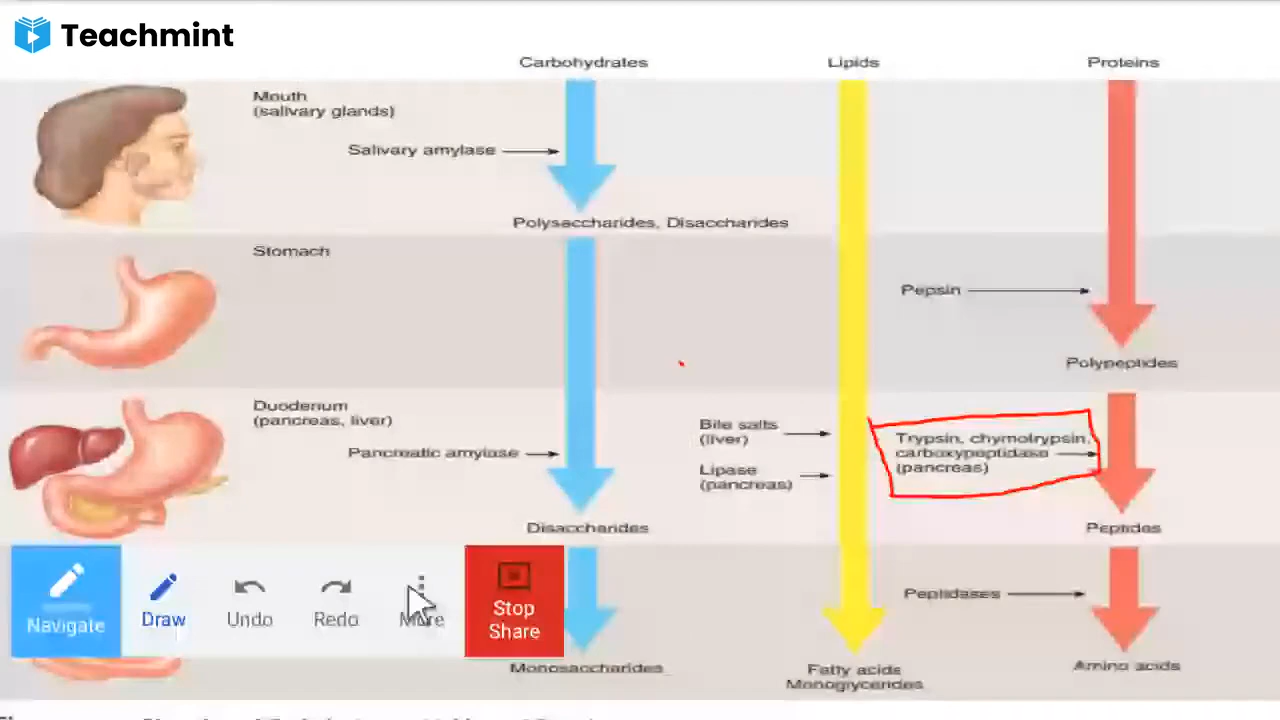 Teachmint
Carbohydrates
Lipids
Proteins
Mouth
(salivary glands)
Salivary amylase
Polysaccharides, Disaccharides
Stomach
Pepsin
Polypeptides
Duodenum
(pancreas, liver)
Pancreatic amylase
Bile salts
(liver)
Lipase
(pancreas)
Trypsin, chymotrypsin,
carboxypeptidase
(pancreas)
Disaccharides
Peptides
Navigate
Draw
Undo
Redo
More
Stop
Share
Peptidases
Monosaccharides
Fatty acids
Monoglycerides
Amino acids